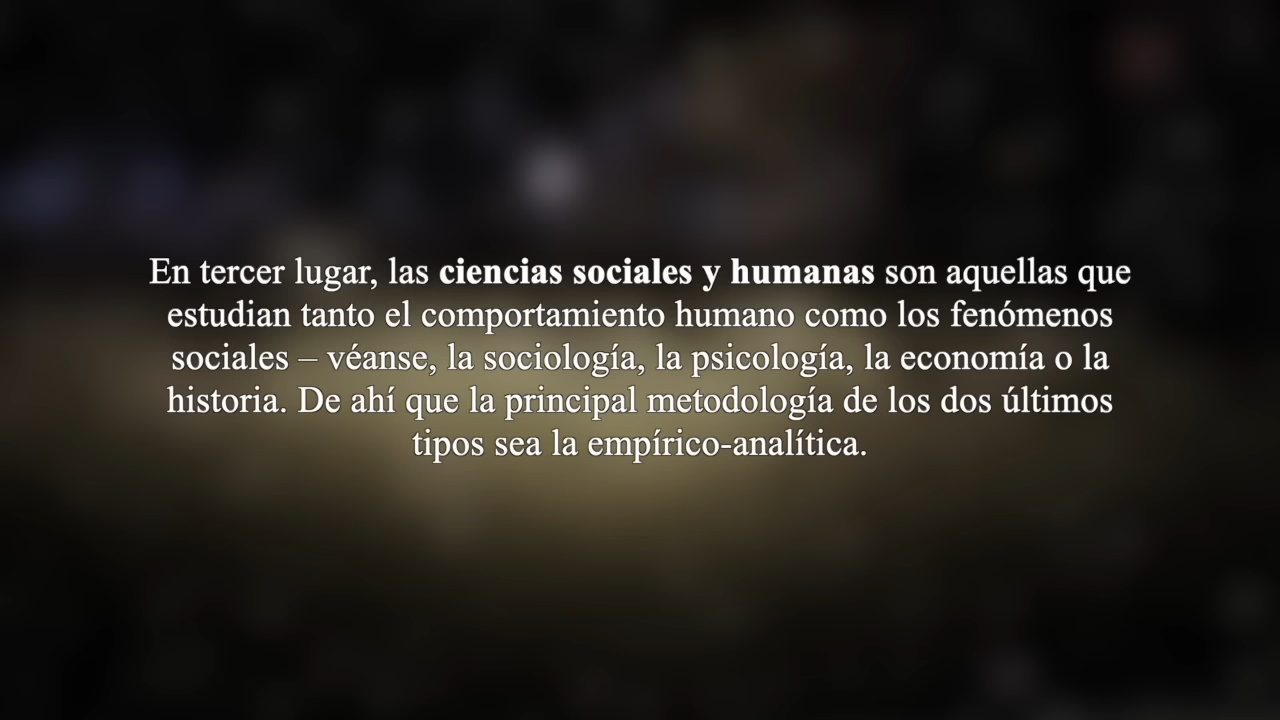 En tercer lugar, las ciencias sociales y humanas son aquellas que
estudian tanto el comportamiento humano como los fenómenos
sociales – véanse, la sociología, la psicología, la economía o la
historia. De ahí que la principal metodología de los dos últimos
tipos sea la empírico-analítica.